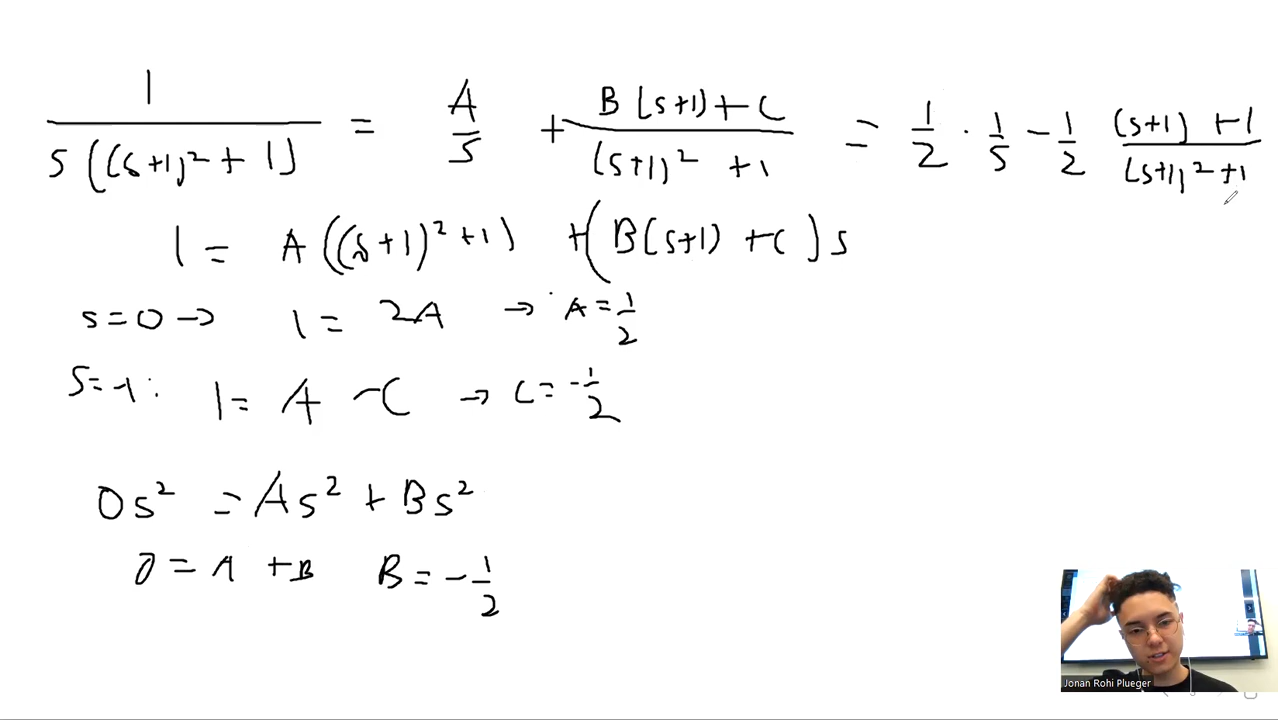 1/(s((s+1)²+1)) = A/s + (B(s+1)+C)/((s+1)²+1) = 1/2 · 1/s − 1/2 ((s+1)+1)/((s+1)²+1)
1 = A((s+1)²+1) + (B(s+1)+C)s
s=0 → 1 = 2A → A = 1/2
s=-1: 1 = A − C → C = -1/2
0s² = As² + Bs²
0 = A + B B = -1/2
Jonan Rohi Plueger